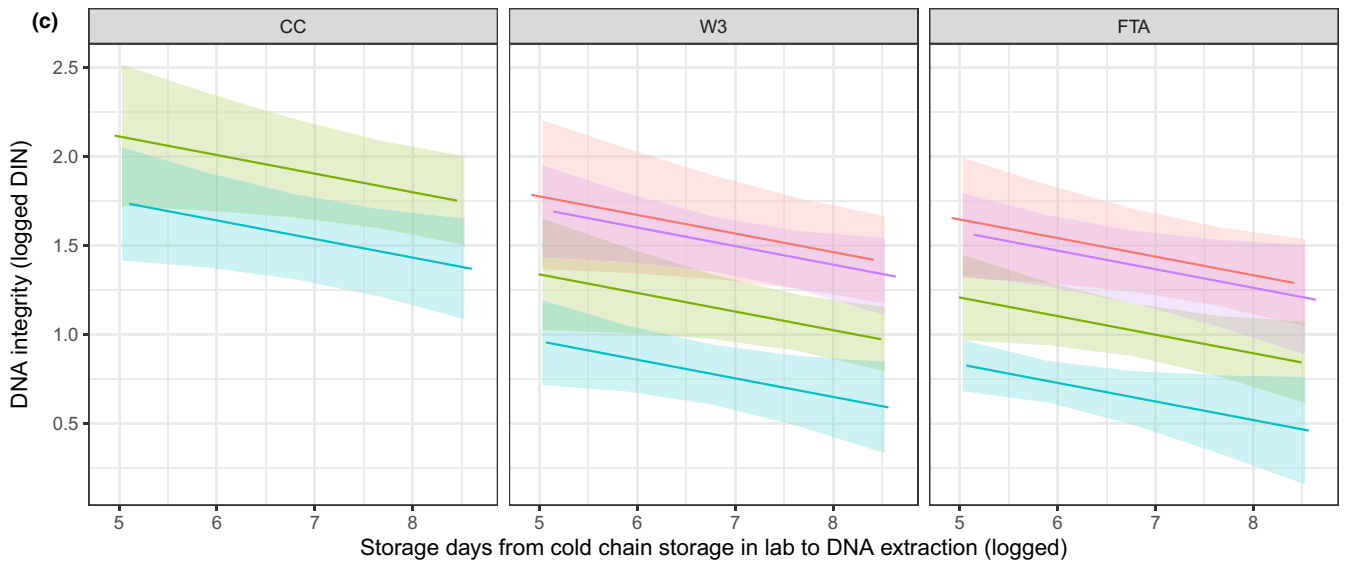 (c)
CC W3 FTA
DNA integrity (logged DIN)
2.5
2.0
1.5
1.0
0.5
5 6 7 8 5 6 7 8 5 6 7 8
Storage days from cold chain storage in lab to DNA extraction (logged)